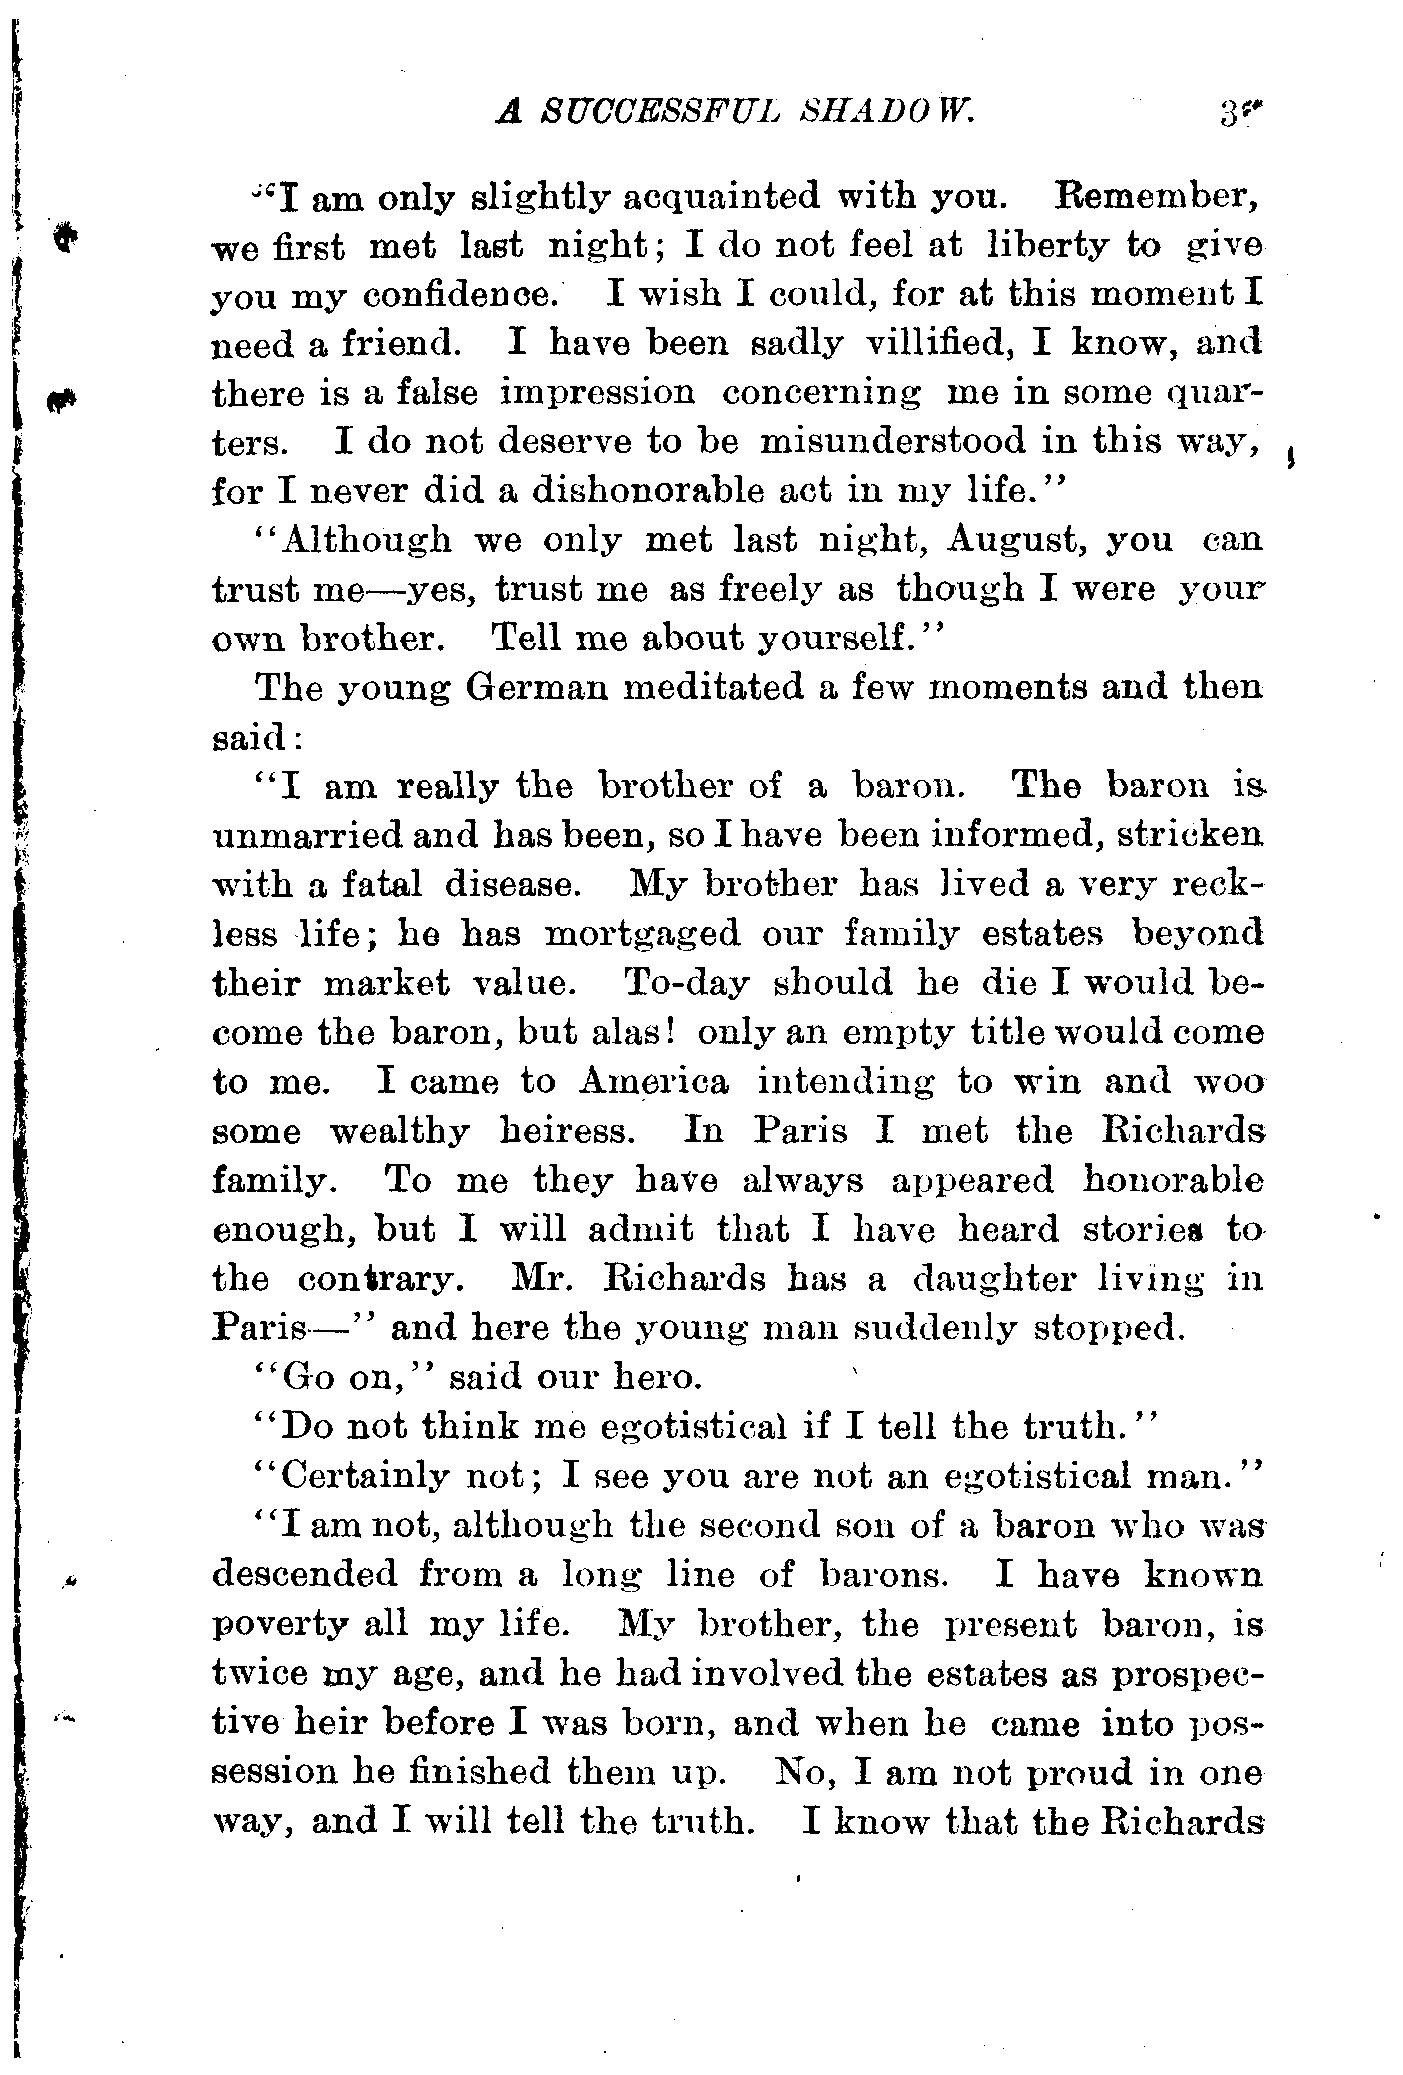 A SUCCESSFUL SHADOW.
"I am only slightly acquainted with you. Remember,
we first met last night; I do not feel at liberty to give
you my confidence. I wish I could, for at this moment I
need a friend. I have been sadly villified, I know, and
there is a false impression concerning me in some quar-
ters. I do not deserve to be misunderstood in this way,
for I never did a dishonorable act in my life."
"Although we only met last night, August, you can
trust me—yes, trust me as freely as though I were your
own brother. Tell me about yourself."
The young German meditated a few moments and then
said:
"I am really the brother of a baron. The baron is
unmarried and has been, so I have been informed, stricken
with a fatal disease. My brother has lived a very reck-
less life; he has mortgaged our family estates beyond
their market value. To-day should he die I would be-
come the baron, but alas! only an empty title would come
to me. I came to America intending to win and woo
some wealthy heiress. In Paris I met the Richards
family. To me they have always appeared honorable
enough, but I will admit that I have heard stories to
the contrary. Mr. Richards has a daughter living in
Paris—" and here the young man suddenly stopped.
"Go on," said our hero.
"Do not think me egotistical if I tell the truth."
"Certainly not; I see you are not an egotistical man."
"I am not, although the second son of a baron who was
descended from a long line of barons. I have known
poverty all my life. My brother, the present baron, is
twice my age, and he had involved the estates as prospec-
tive heir before I was born, and when he came into pos-
session he finished them up. No, I am not proud in one
way, and I will tell the truth. I know that the Richards